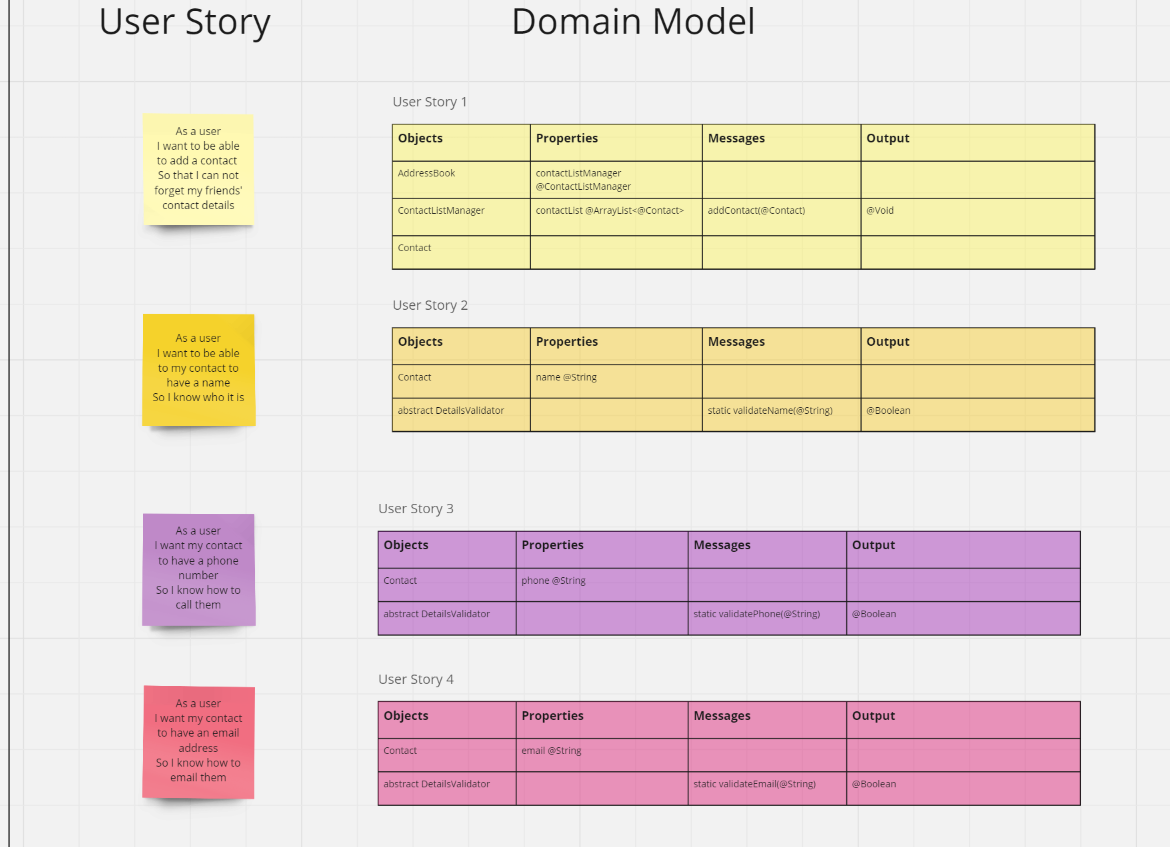 User Story
Domain Model
As a user
I want to be able
to add a contact
So that I can not
forget my friends'
contact details
User Story 1
Objects Properties Messages Output
AddressBook contactListManager
@ContactListManager
ContactListManager contactList @ArrayList<@Contact> addContact(@Contact) @Void
Contact
As a user
I want to be able
to my contact to
have a name
So I know who it is
User Story 2
Objects Properties Messages Output
Contact name @String
abstract DetailsValidator static validateName(@String) @Boolean
As a user
I want my contact
to have a phone
number
So I know how to
call them
User Story 3
Objects Properties Messages Output
Contact phone @String
abstract DetailsValidator static validatePhone(@String) @Boolean
As a user
I want my contact
to have an email
address
So I know how to
email them
User Story 4
Objects Properties Messages Output
Contact email @String
abstract DetailsValidator static validateEmail(@String) @Boolean